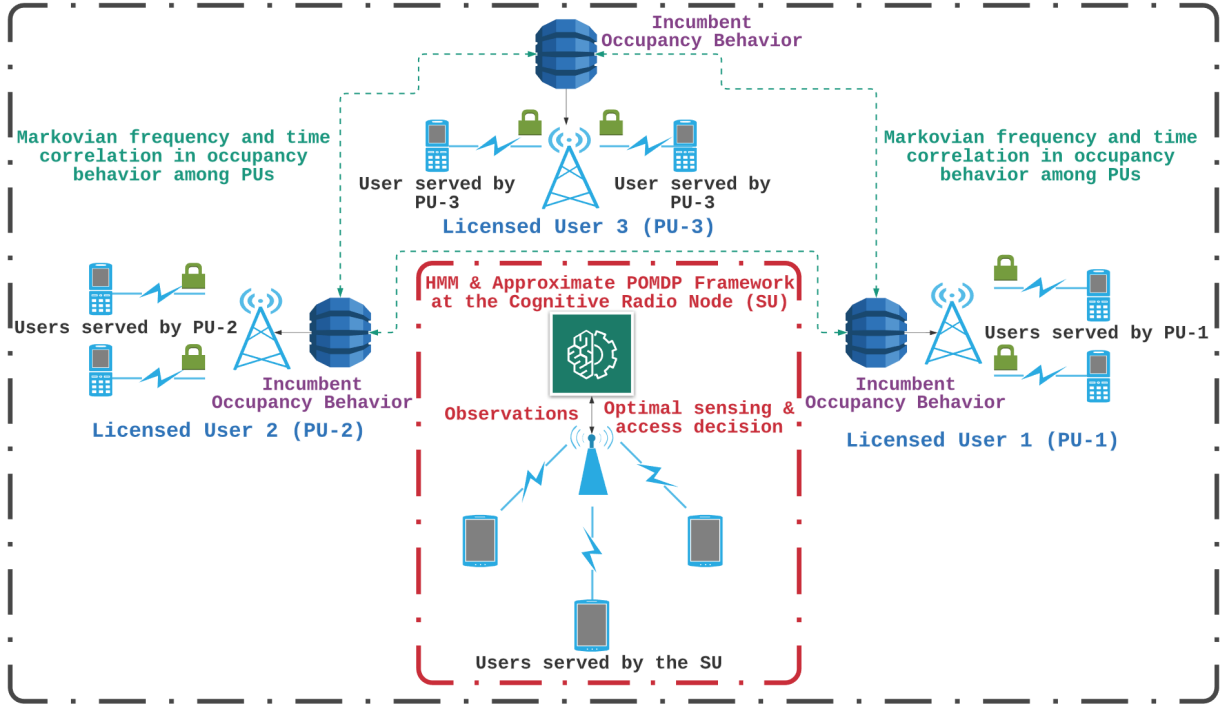 Incumbent
Occupancy Behavior
Markovian frequency and time
correlation in occupancy
behavior among PUs
Markovian frequency and time
correlation in occupancy
behavior among PUs
User served by
PU-3
User served by
PU-3
Licensed User 3 (PU-3)
HMM & Approximate POMDP Framework
at the Cognitive Radio Node (SU)
Users served by PU-2
Users served by PU-1
Incumbent
Occupancy Behavior
Incumbent
Occupancy Behavior
Observations
Optimal sensing &
access decision
Licensed User 2 (PU-2)
Licensed User 1 (PU-1)
Users served by the SU